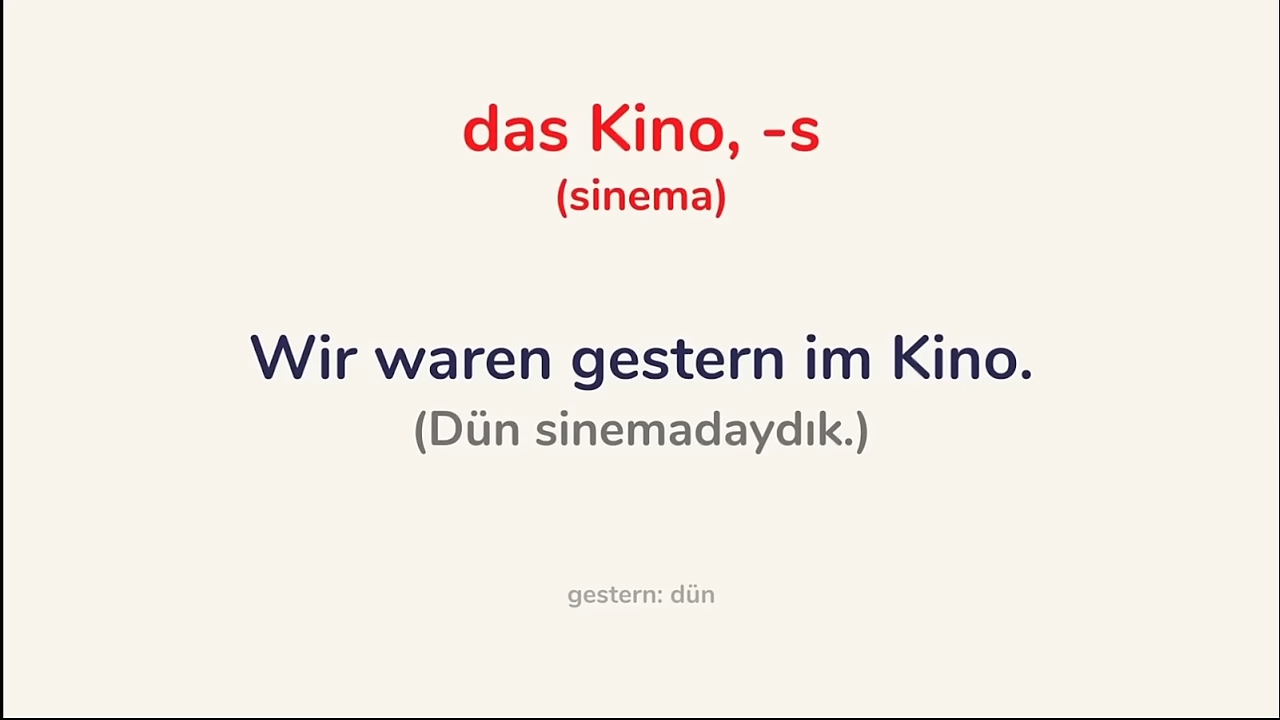 das Kino, -s
(sinema)
Wir waren gestern im Kino.
(Dün sinemadaydık.)
gestern: dün